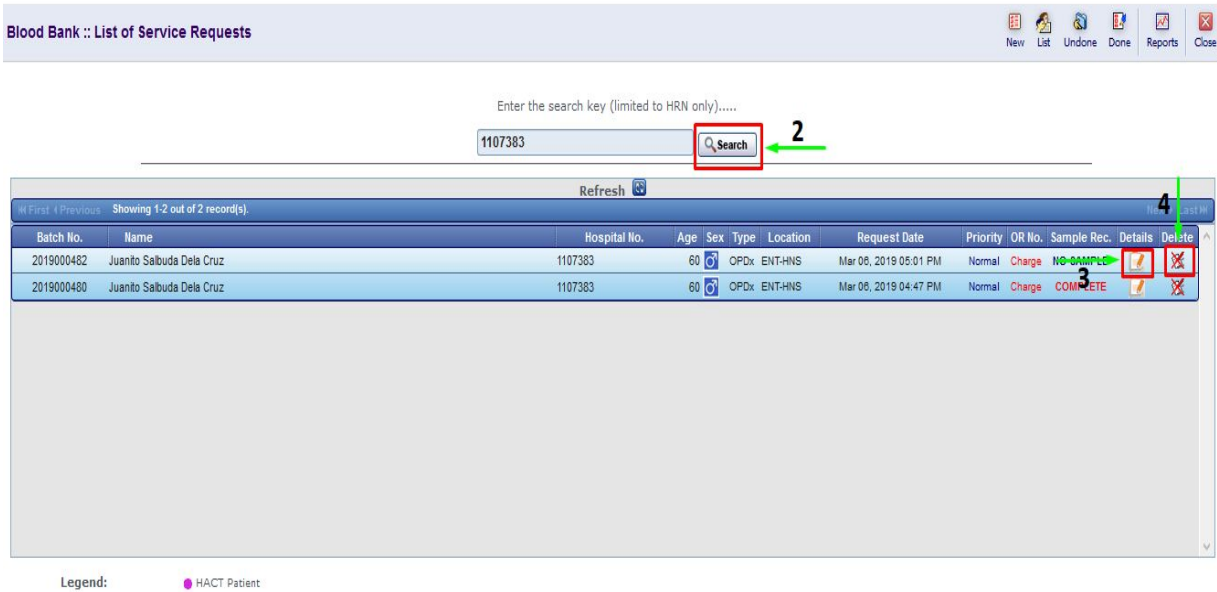 Blood Bank :: List of Service Requests
New List Undone Done Reports Close
Enter the search key (limited to HRN only).....
1107383 Search 2
Refresh
First Previous Showing 1-2 out of 2 record(s). Last
4
Batch No. Name Hospital No. Age Sex Type Location Request Date Priority OR No. Sample Rec. Details Delete
2019000482 Juanito Salbuda Dela Cruz 1107383 60 OPDx ENT-HNS Mar 06, 2019 05:01 PM Normal Charge NO SAMPLE
3
2019000480 Juanito Salbuda Dela Cruz 1107383 60 OPDx ENT-HNS Mar 06, 2019 04:47 PM Normal Charge COMPLETE
Legend: HACT Patient